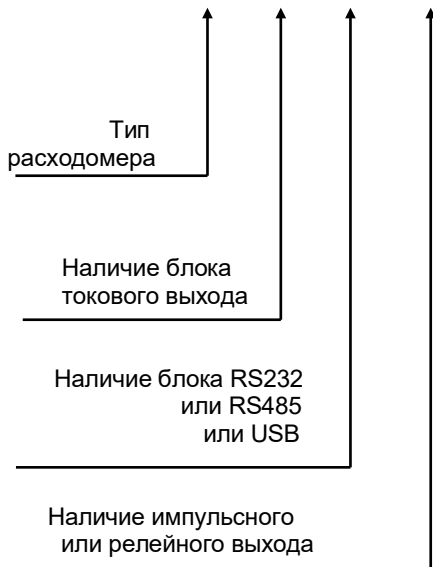 Тип
расходомера
Наличие блока
токового выхода
Наличие блока RS232
или RS485
или USB
Наличие импульсного
или релейного выхода